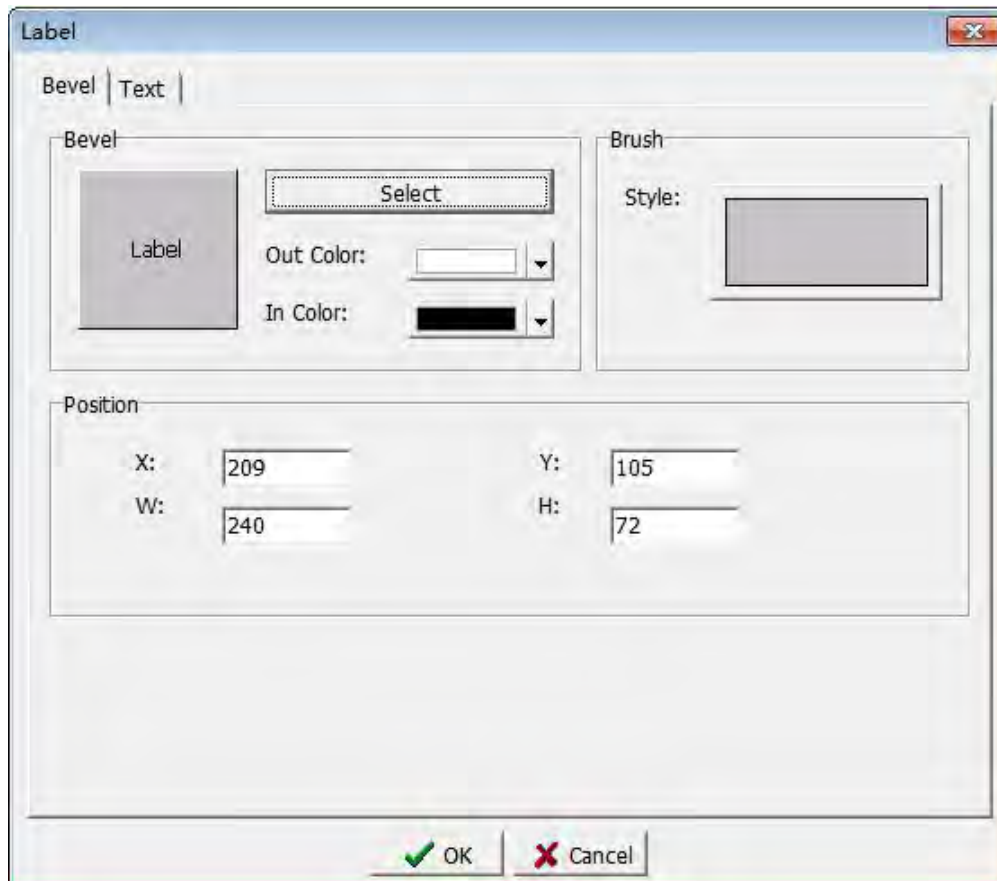 Label
Bevel Text
Bevel
Brush
Select
Style:
Label
Out Color:
In Color:
Position
X: 209 Y: 105
W: 240 H: 72
OK Cancel